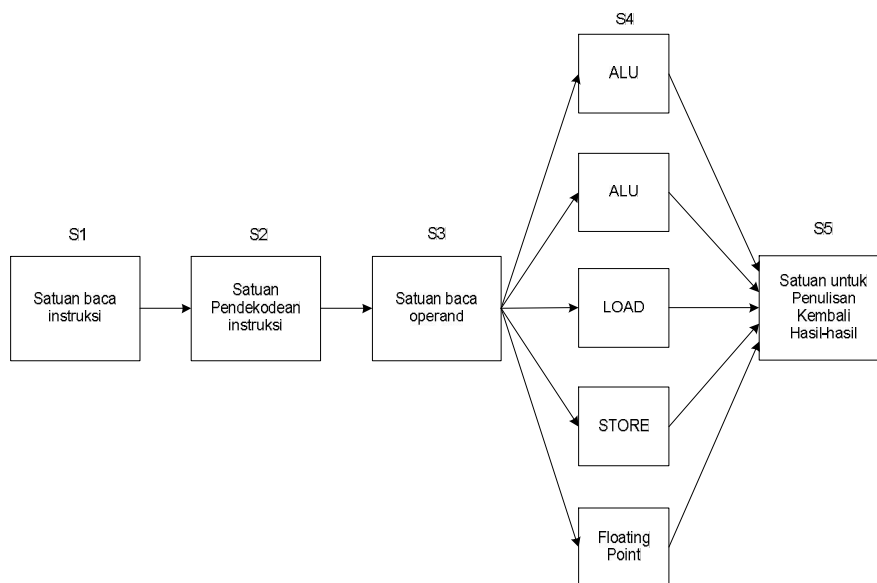 S4
ALU
ALU
S1
S2
S3
S5
Satuan baca
instruksi
Satuan
Pendekodean
instruksi
Satuan baca
operand
LOAD
Satuan untuk
Penulisan
Kembali
Hasil-hasil
STORE
Floating
Point